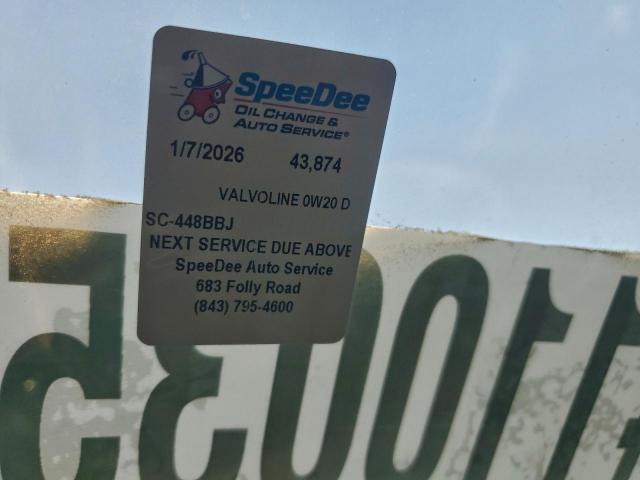 SpeeDee
OIL CHANGE &
AUTO SERVICE®
1/7/2026 43,874
VALVOLINE 0W20 D
SC-448BBJ
NEXT SERVICE DUE ABOVE
SpeeDee Auto Service
683 Folly Road
(843) 795-4600